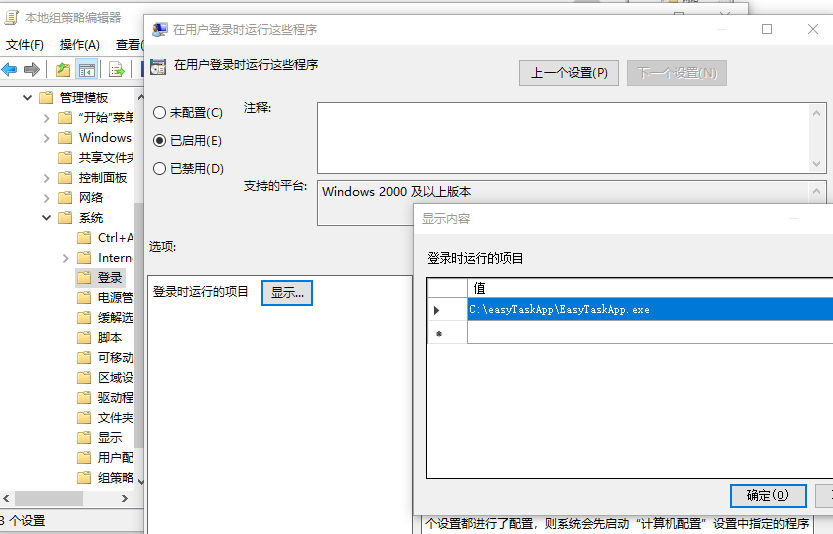 本地组策略编辑器
文件(F) 操作(A) 查看(
在用户登录时运行这些程序
在用户登录时运行这些程序
上一个设置(P) 下一个设置(N)
未配置(C) 注释:
已启用(E)
已禁用(D)
支持的平台: Windows 2000 及以上版本
选项:
登录时运行的项目 显示...
管理模板
“开始”菜单
Windows
共享文件夹
控制面板
网络
系统
Ctrl+A
Intern
登录
电源管
缓解选
脚本
可移动
区域设
驱动程
文件夹
显示
用户配
组策略
3 个设置
显示内容
登录时运行的项目
值
C:\easyTaskApp\EasyTaskApp.exe
确定(O)
个设置都进行了配置，则系统会先启动“计算机配置”设置中指定的程序